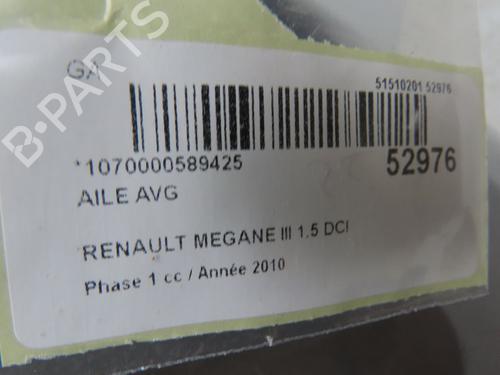 B-PARTS
GA
51510201 52976
*1070000589425
52976
AILE AVG
RENAULT MEGANE III 1.5 DCI
Phase 1 cc / Année 2010